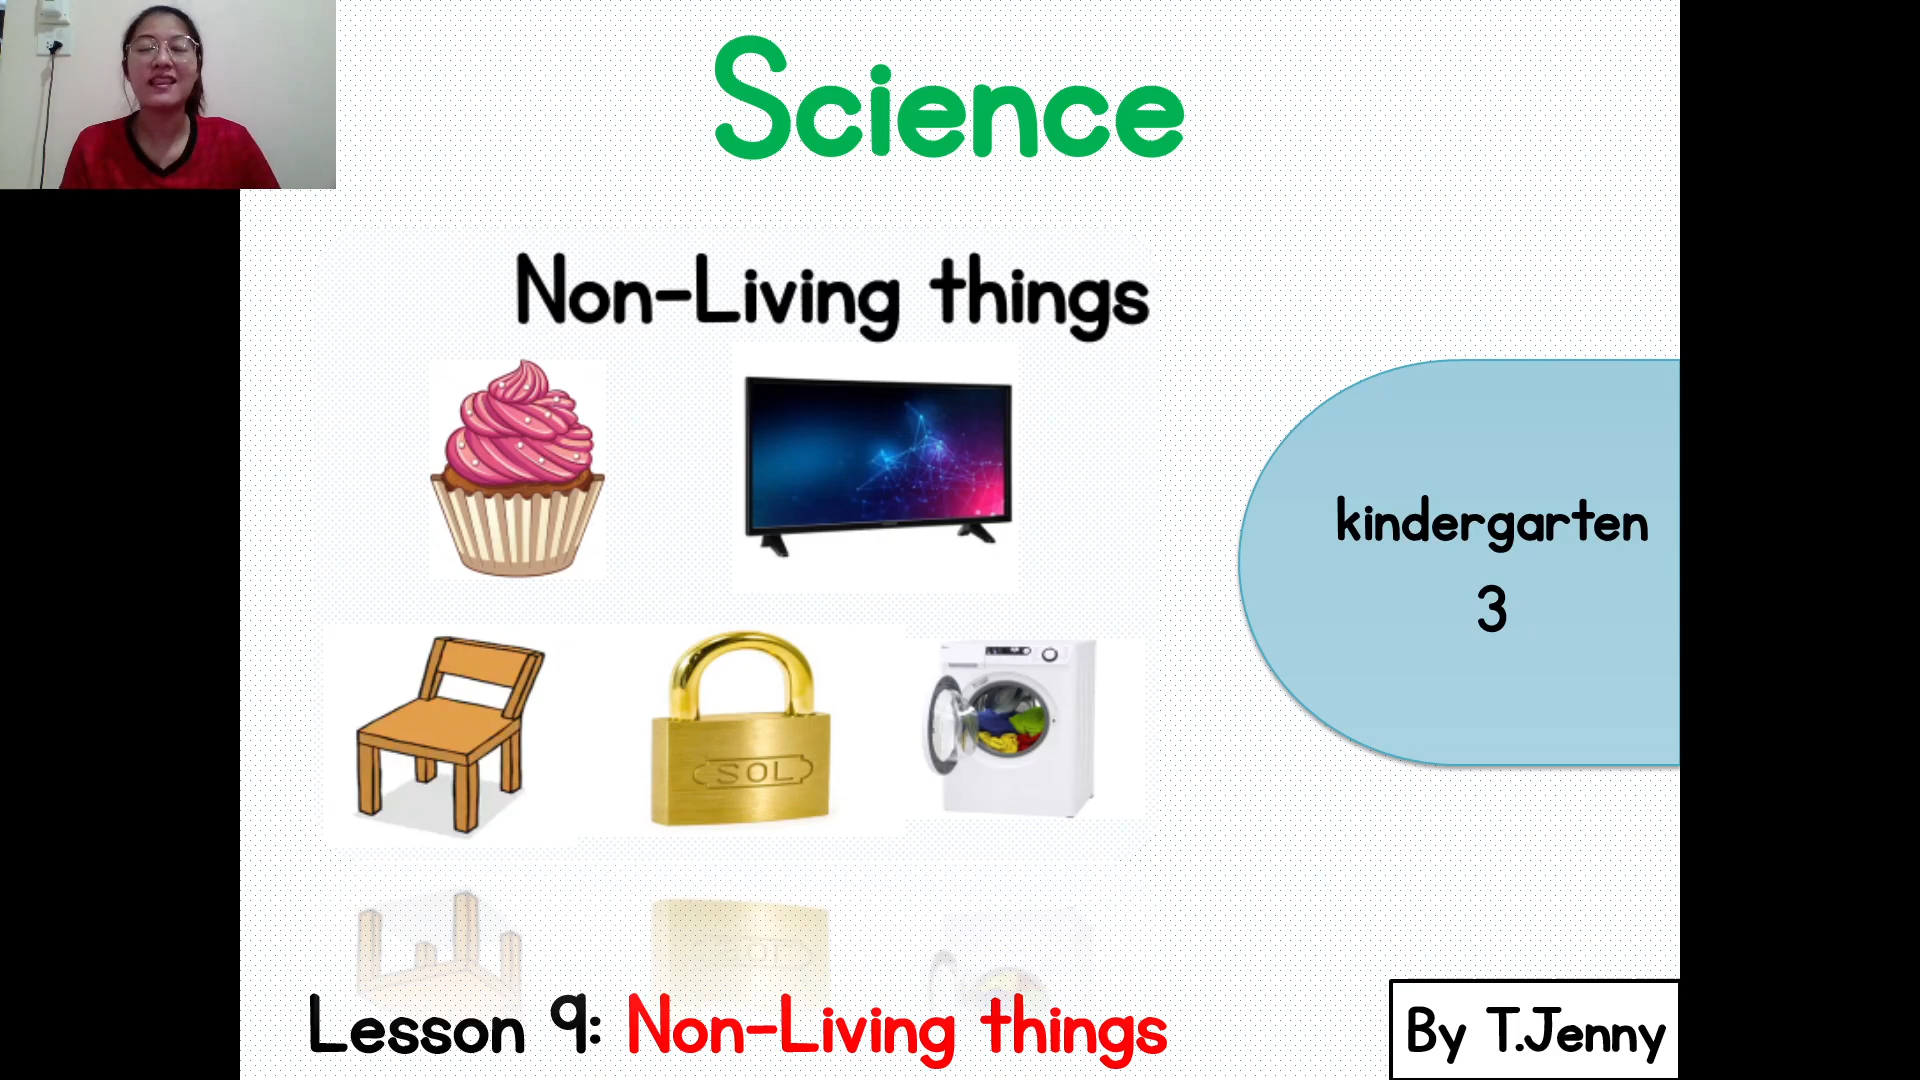 Science
Non-Living things
SOL
kindergarten
3
Lesson 9: Non-Living things
By T.Jenny